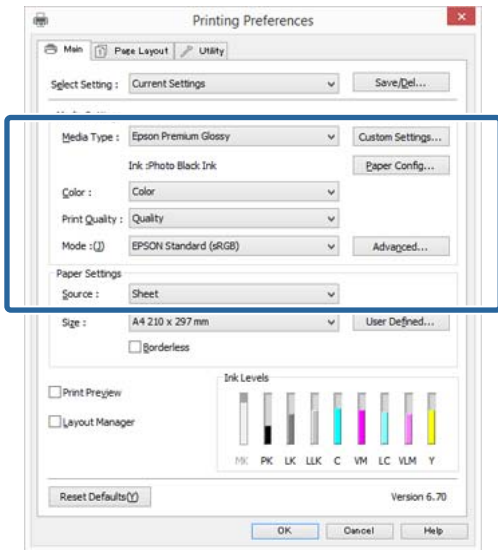 Printing Preferences
Main Page Layout Utility
Select Setting : Current Settings Save/Del...
Media Type : Epson Premium Glossy Custom Settings...
Ink :Photo Black Ink Paper Config...
Color : Color
Print Quality : Quality
Mode :(J) EPSON Standard (sRGB) Advanced...
Paper Settings
Source : Sheet
Size : A4 210 x 297 mm User Defined...
Borderless
Print Preview
Layout Manager
Ink Levels
MK PK LK LLK C VM LC VLM Y
Reset Defaults(Y) Version 6.70
OK Cancel Help